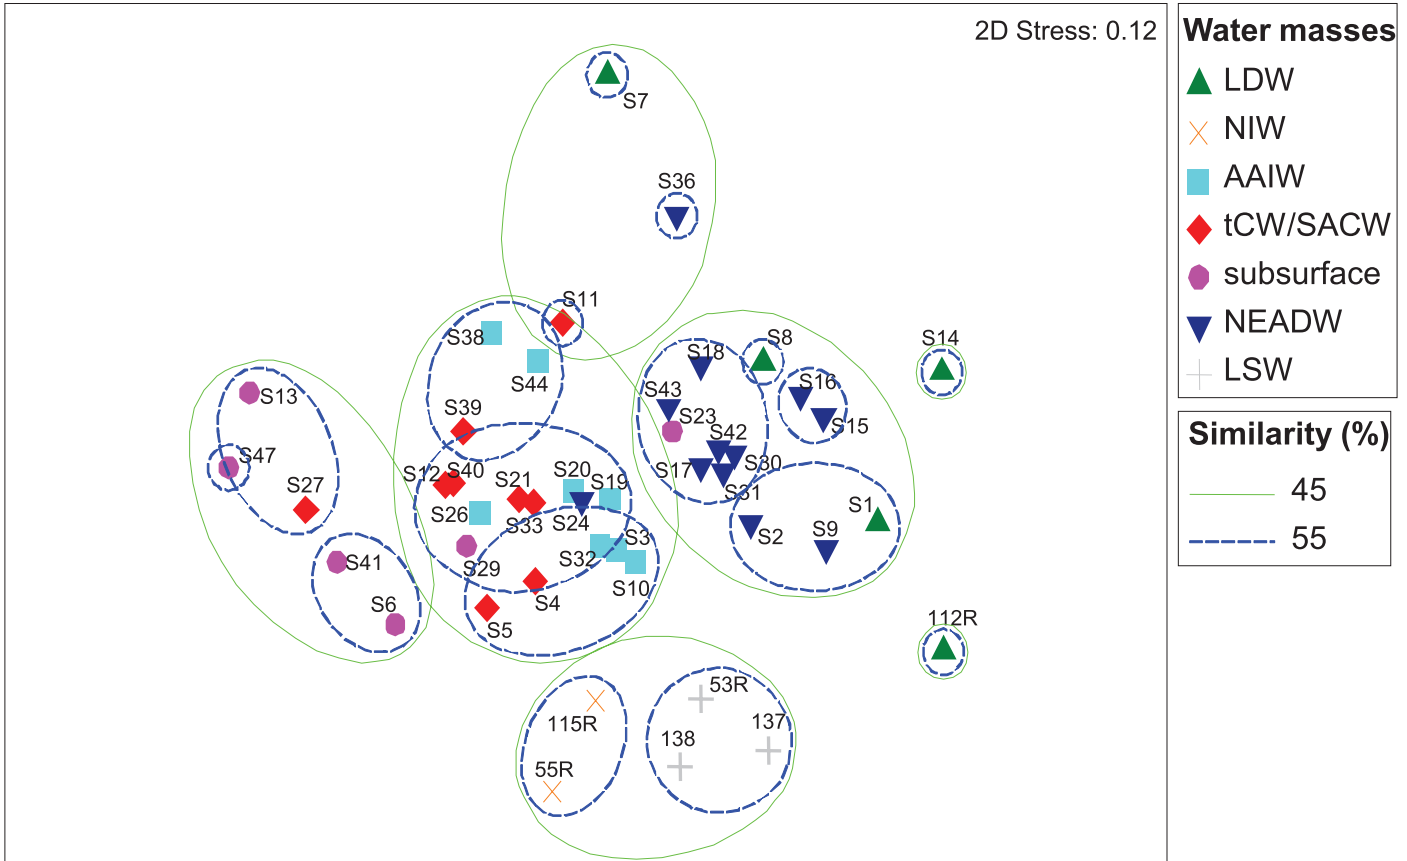 2D Stress: 0.12
S7
S36
S11
S38
S44
S39
S18
S8
S14
S43
S16
S23
S15
S42
S17
S30
S31
S13
S47
S27
S12
S40
S21
S20
S19
S26
S33
S24
S1
S2
S9
S29
S32
S3
S10
S41
S6
S4
S5
112R
53R
115R
137
138
55R
Water masses
LDW
NIW
AAIW
tCW/SACW
subsurface
NEADW
LSW
Similarity (%)
45
55